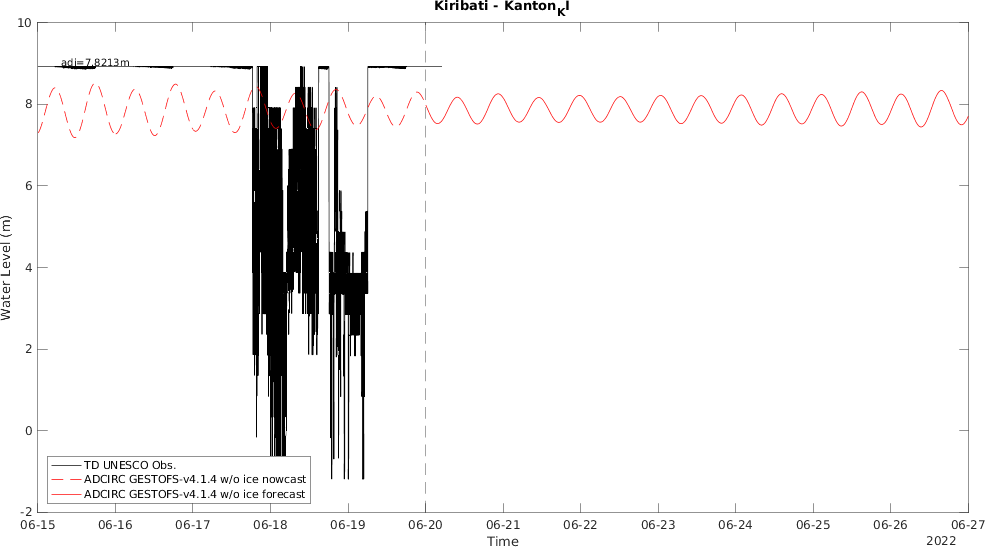 Kiribati - Kanton_KI
adj=7.8213m
10
8
6
4
2
0
-2
Water Level (m)
TD UNESCO Obs.
ADCIRC GESTOFS-v4.1.4 w/o ice nowcast
ADCIRC GESTOFS-v4.1.4 w/o ice forecast
06-15 06-16 06-17 06-18 06-19 06-20 06-21 06-22 06-23 06-24 06-25 06-26 06-27
Time
2022